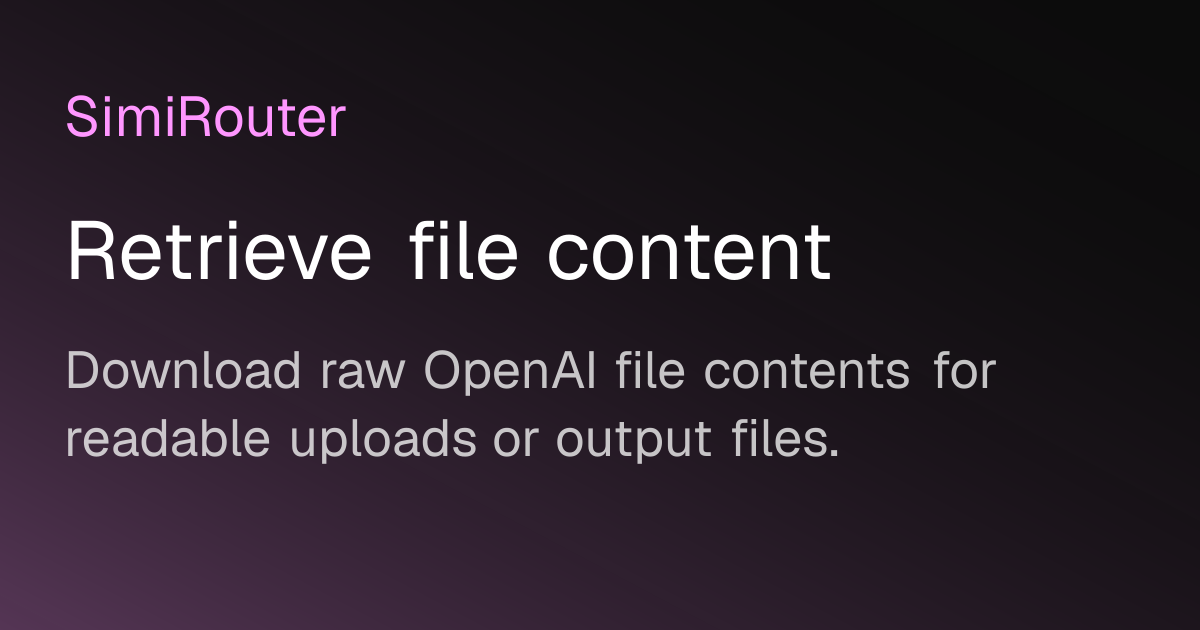 SimiRouter
Retrieve file content
Download raw OpenAI file contents for
readable uploads or output files.